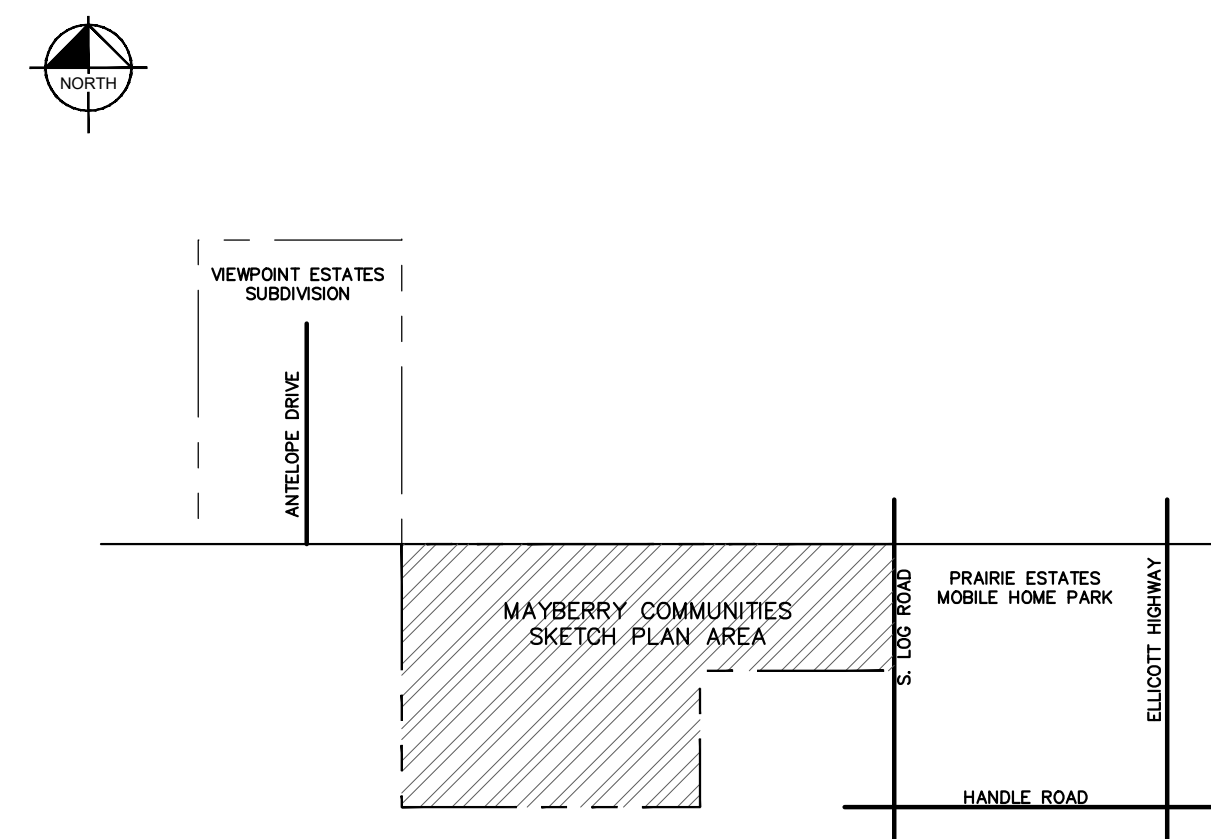 NORTH
VIEWPOINT ESTATES
SUBDIVISION
ANTELOPE DRIVE
MAYBERRY COMMUNITIES
SKETCH PLAN AREA
S. LOG ROAD
PRAIRIE ESTATES
MOBILE HOME PARK
ELLICOTT HIGHWAY
HANDLE ROAD